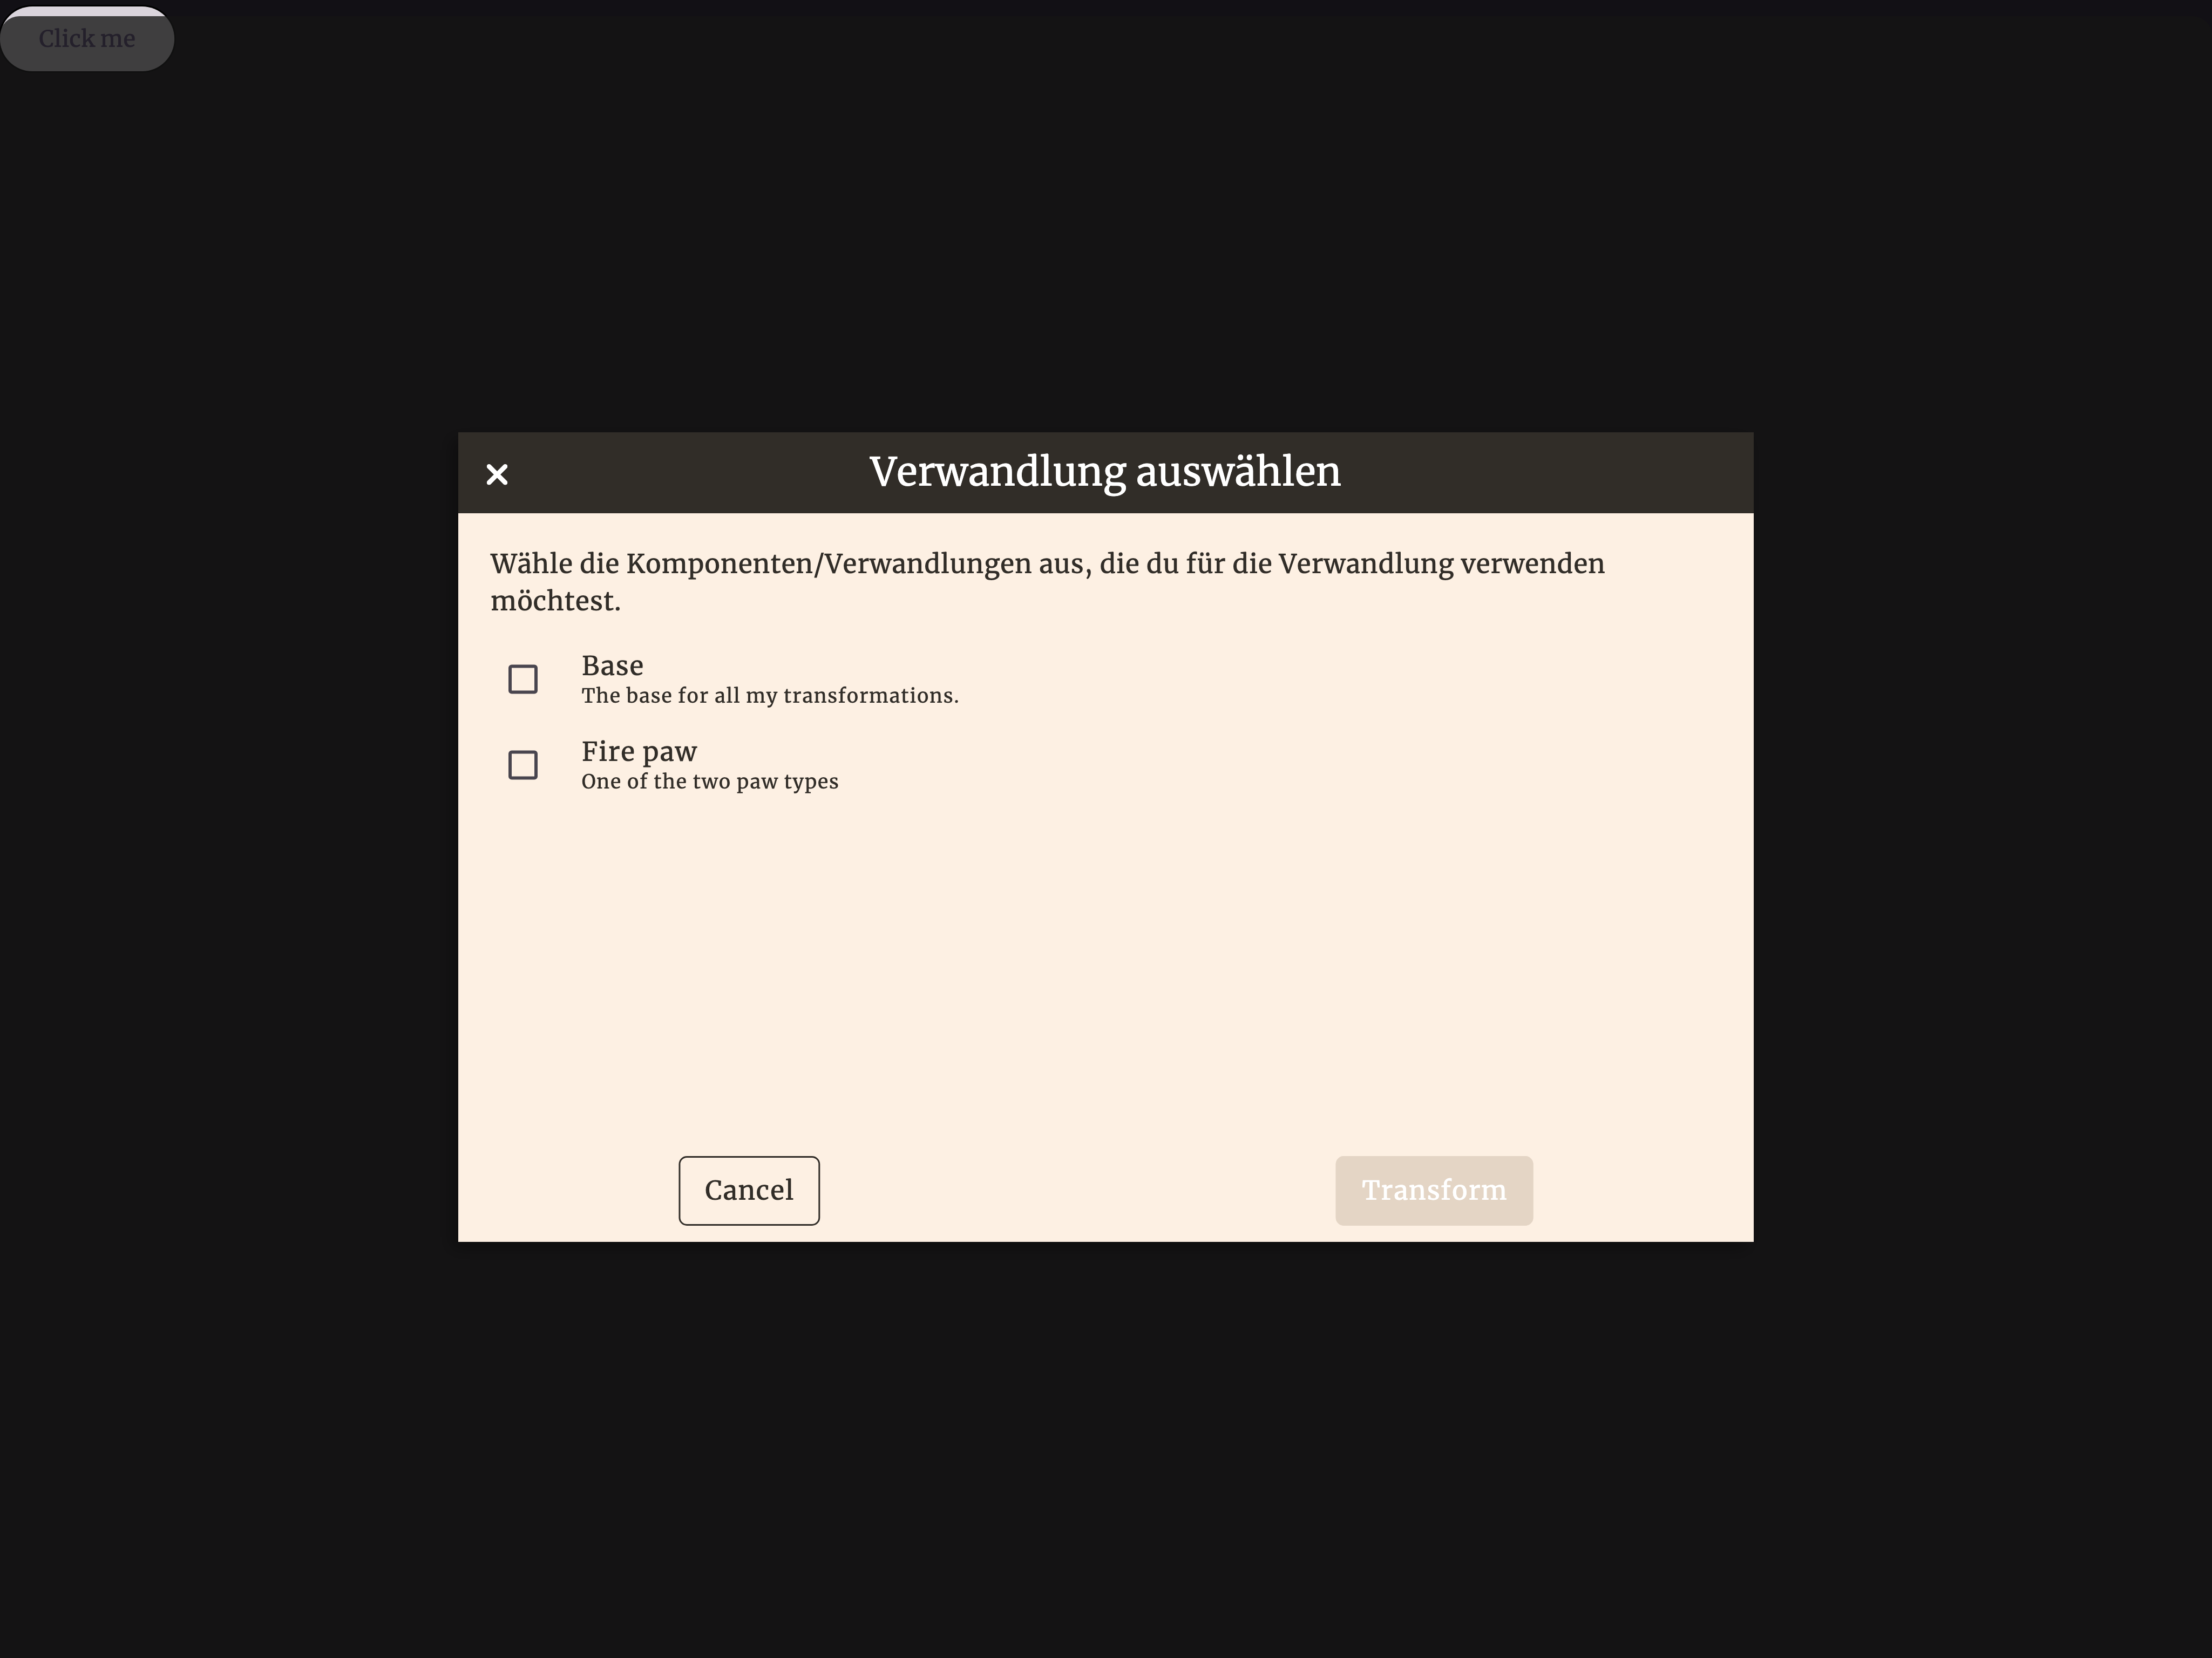 Click me
Verwandlung auswählen
Wähle die Komponenten/Verwandlungen aus, die du für die Verwandlung verwenden
möchtest.
Base
The base for all my transformations.
Fire paw
One of the two paw types
Cancel
Transform